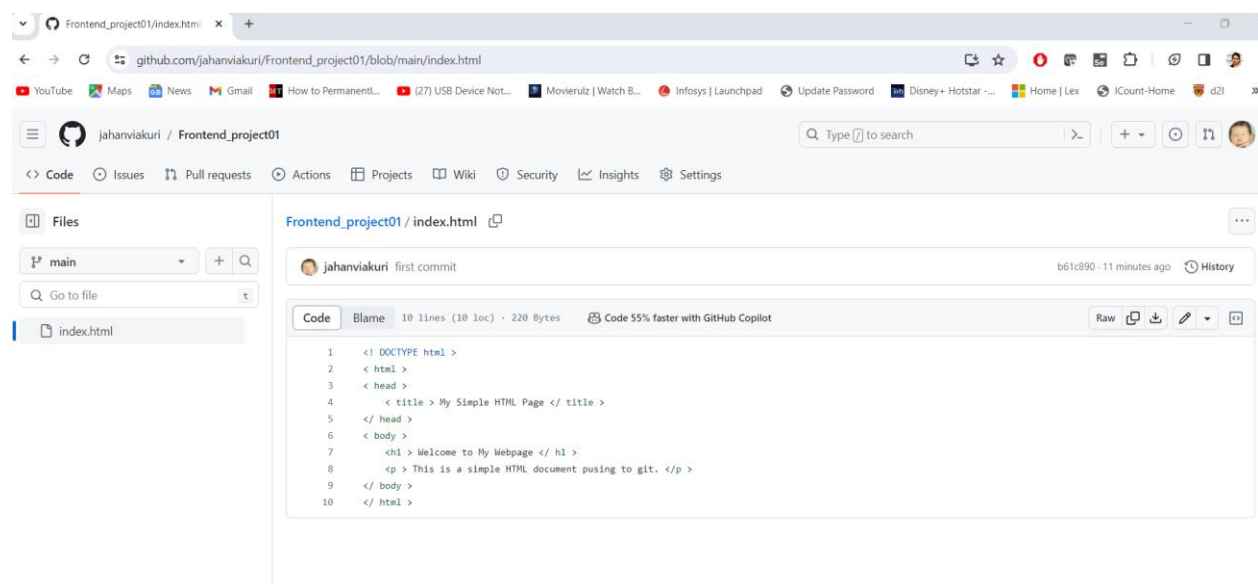 Frontend_project01/index.html
github.com/jahanviakuri/Frontend_project01/blob/main/index.html
YouTube Maps News Gmail How to Permanentl... (27) USB Device Not... Movierulz | Watch B... Infosys | Launchpad Update Password Disney+ Hotstar -... Home | Lex ICount-Home d2l
jahanviakuri / Frontend_project01 Type / to search
Code Issues Pull requests Actions Projects Wiki Security Insights Settings
Files
Frontend_project01 / index.html
main
jahanviakuri first commit b61c890 · 11 minutes ago History
Go to file t
index.html
Code Blame 10 lines (10 loc) · 220 Bytes Code 55% faster with GitHub Copilot Raw
1 <! DOCTYPE html >
2 < html >
3 < head >
4 < title > My Simple HTML Page </ title >
5 </ head >
6 < body >
7 <h1 > Welcome to My Webpage </ h1 >
8 <p > This is a simple HTML document pusing to git. </p >
9 </ body >
10 </ html >